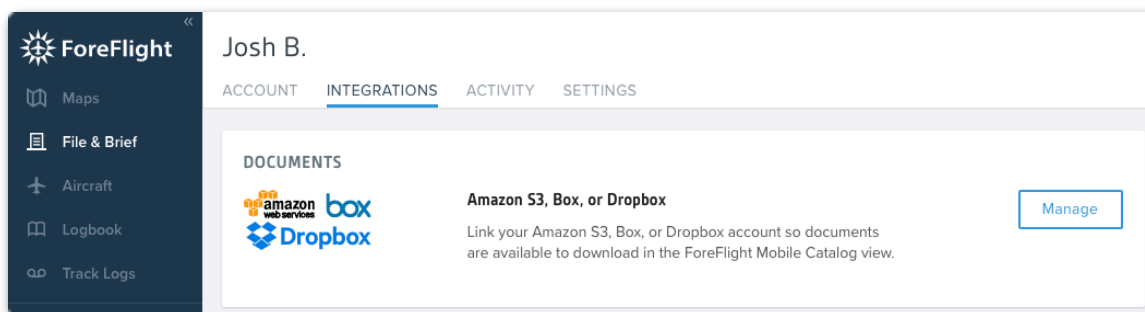 «
ForeFlight
Maps
File & Brief
Aircraft
Logbook
Track Logs
Josh B.
ACCOUNT INTEGRATIONS ACTIVITY SETTINGS
DOCUMENTS
amazon
web services
box
Dropbox
Amazon S3, Box, or Dropbox
Link your Amazon S3, Box, or Dropbox account so documents
are available to download in the ForeFlight Mobile Catalog view.
Manage